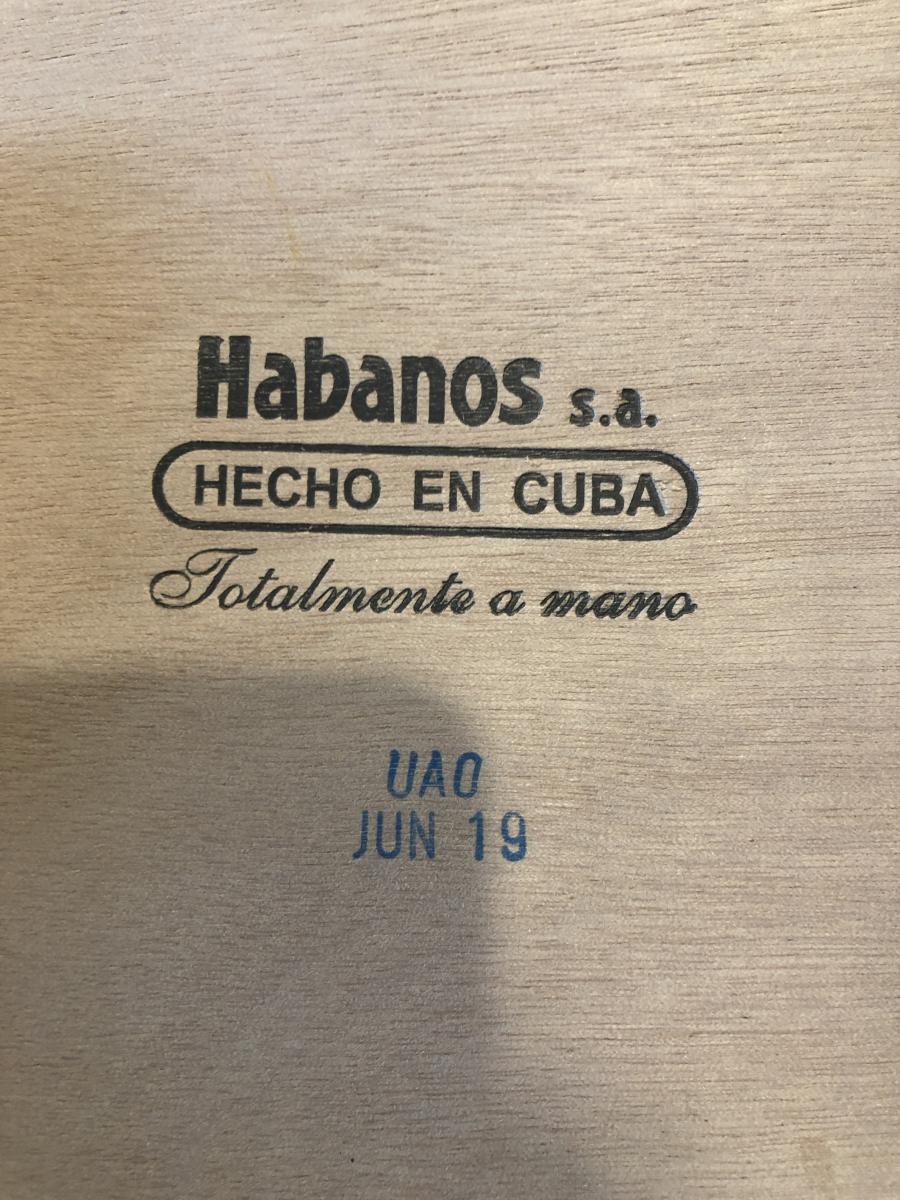 Habanos s.a.
HECHO EN CUBA
Totalmente a mano
UAO
JUN 19